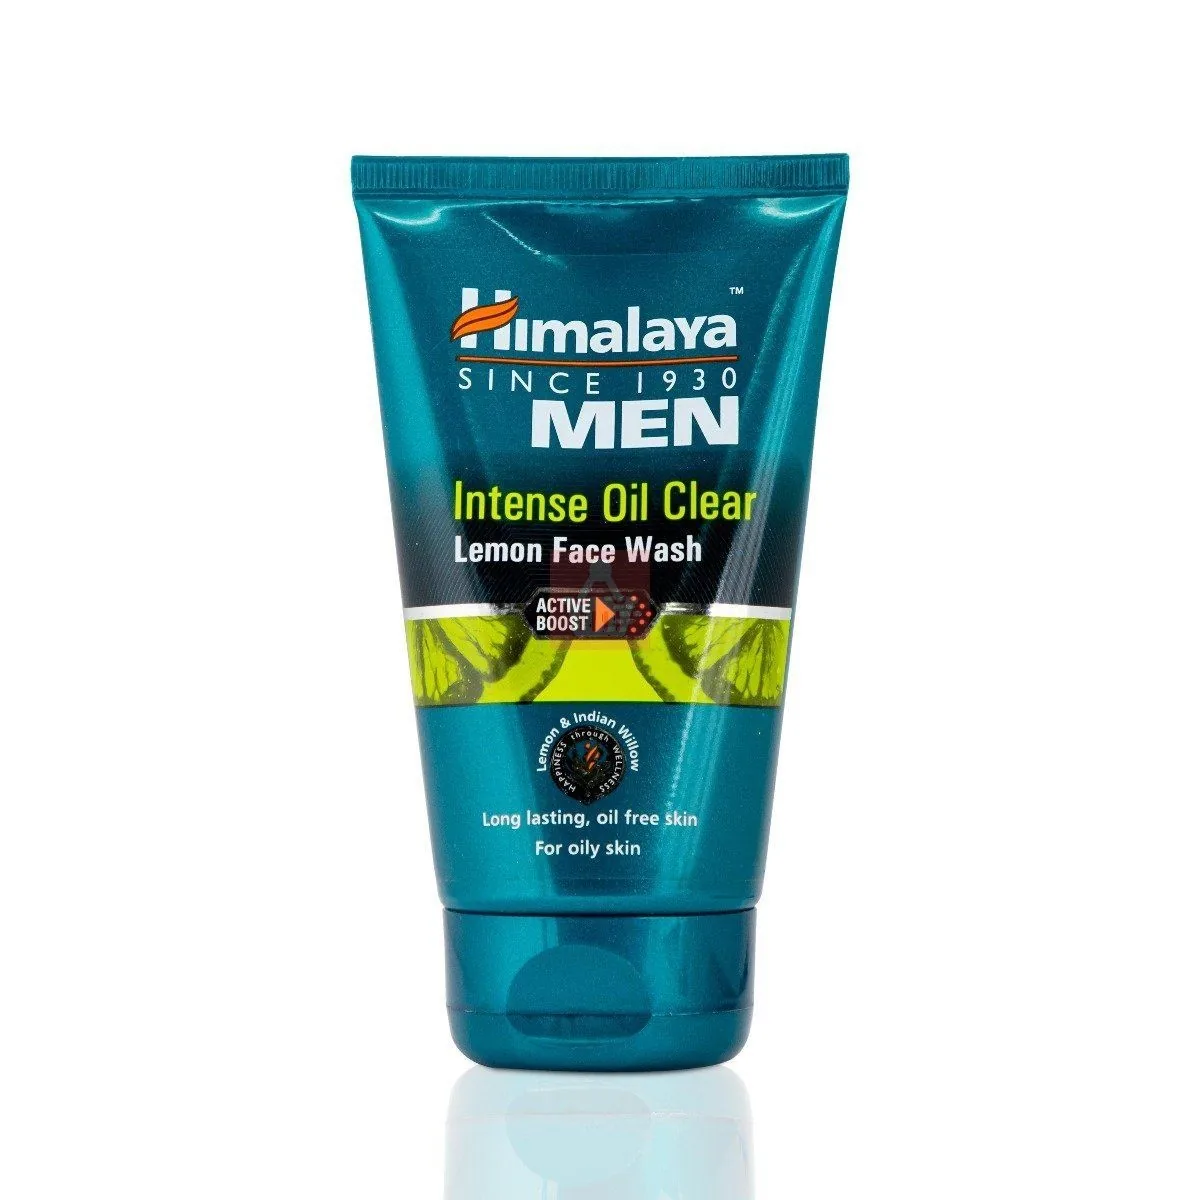 Himalaya™
SINCE 1930
MEN
Intense Oil Clear
Lemon Face Wash
ACTIVE
BOOST
Lemon & Indian Willow
HAPPINESS through WELLNESS
Long lasting, oil free skin
For oily skin